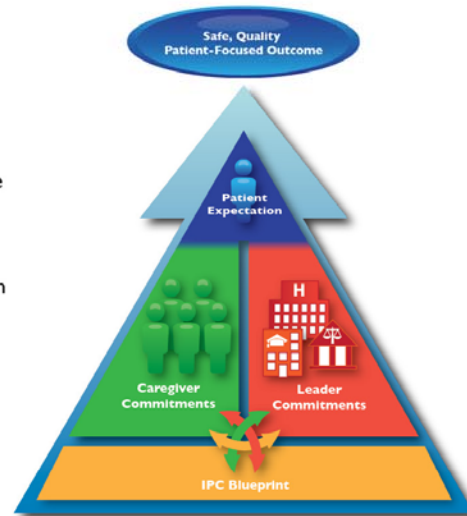 Safe, Quality
Patient-Focused Outcome
Patient
Expectation
H
Caregiver
Commitments
Leader
Commitments
IPC Blueprint